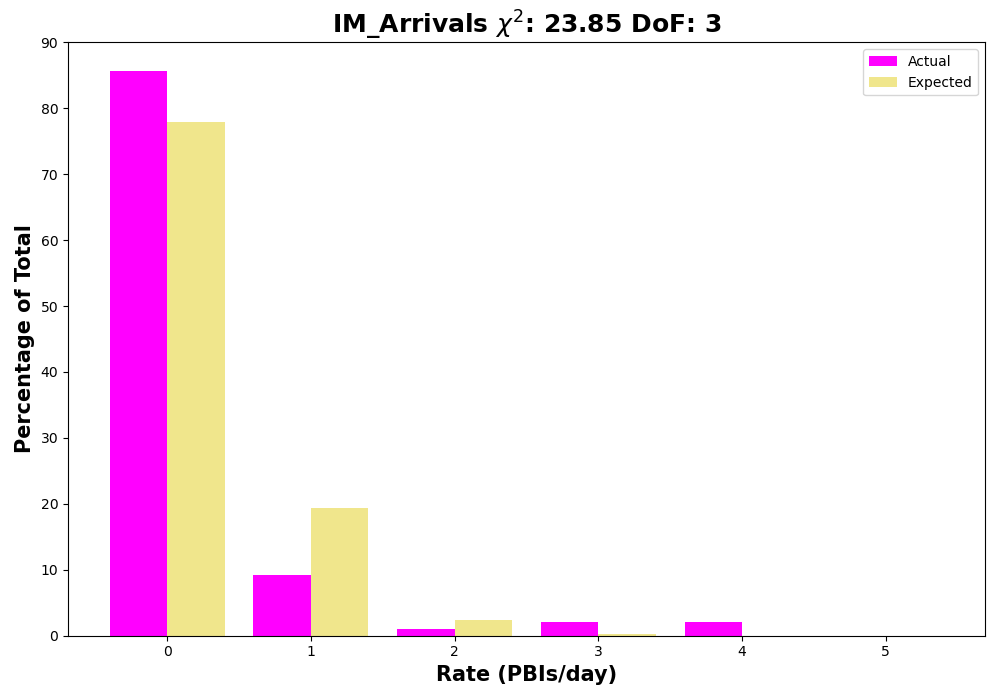 IM_Arrivals χ²: 23.85 DoF: 3
Actual
Expected
90
80
70
60
50
40
30
20
10
0
Percentage of Total
0 1 2 3 4 5
Rate (PBIs/day)